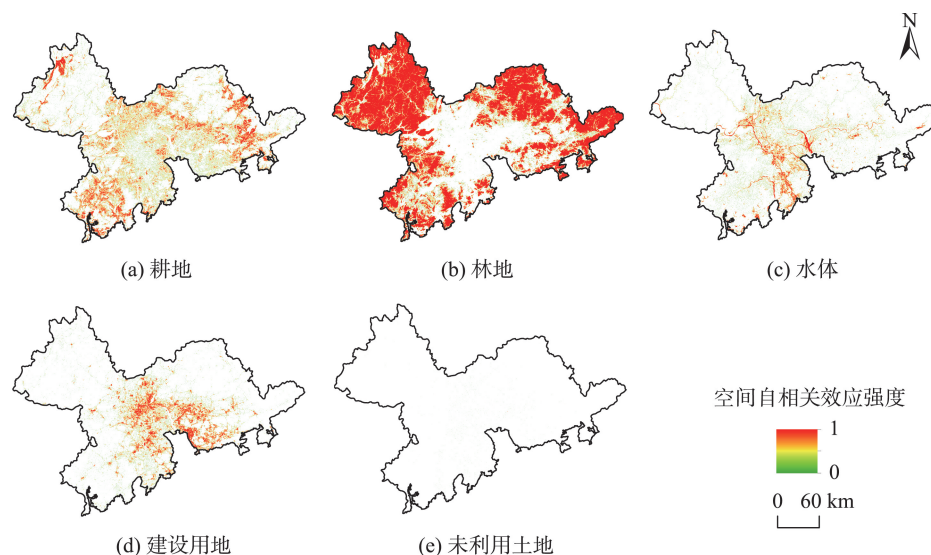 N
(a) 耕地
(b) 林地
(c) 水体
(d) 建设用地
(e) 未利用土地
空间自相关效应强度
1
0
0 60 km